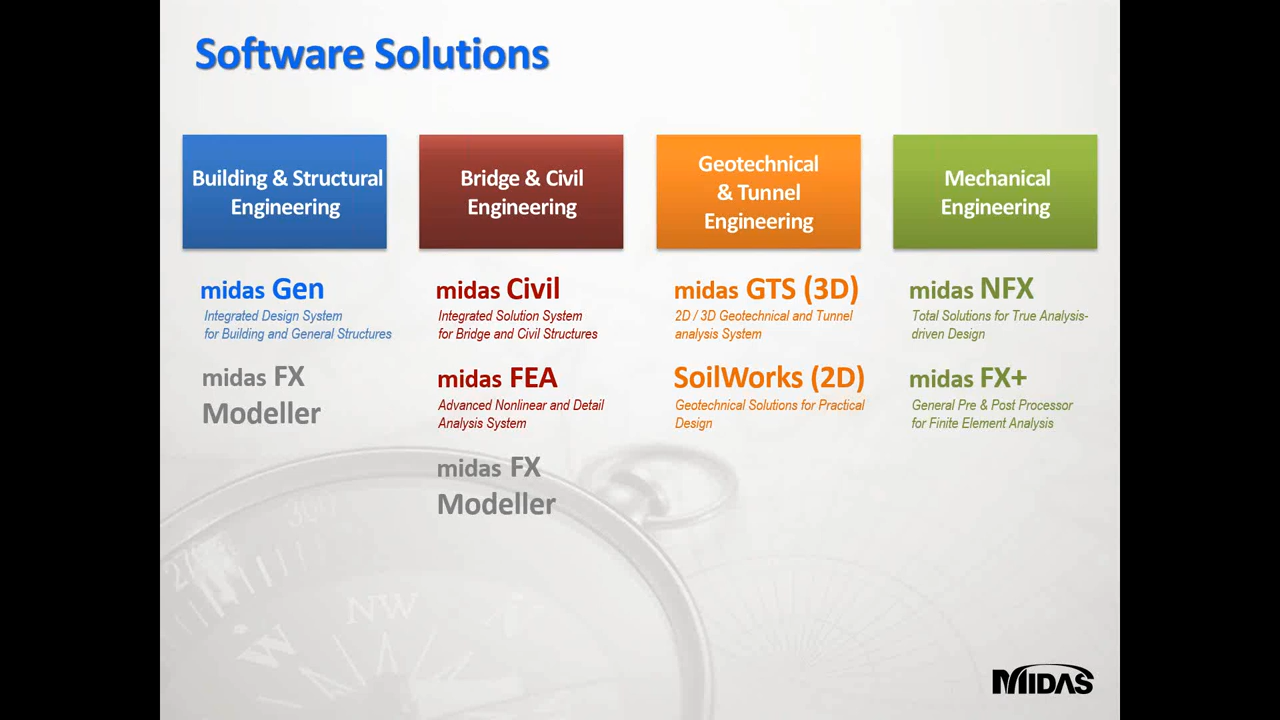 Software Solutions
Building & Structural
Engineering
Bridge & Civil
Engineering
Geotechnical
& Tunnel
Engineering
Mechanical
Engineering
midas Gen
Integrated Design System
for Building and General Structures
midas FX
Modeller
midas Civil
Integrated Solution System
for Bridge and Civil Structures
midas FEA
Advanced Nonlinear and Detail
Analysis System
midas FX
Modeller
midas GTS (3D)
2D / 3D Geotechnical and Tunnel
analysis System
SoilWorks (2D)
Geotechnical Solutions for Practical
Design
midas NFX
Total Solutions for True Analysis-
driven Design
midas FX+
General Pre & Post Processor
for Finite Element Analysis
300
NW
W
MIDAS